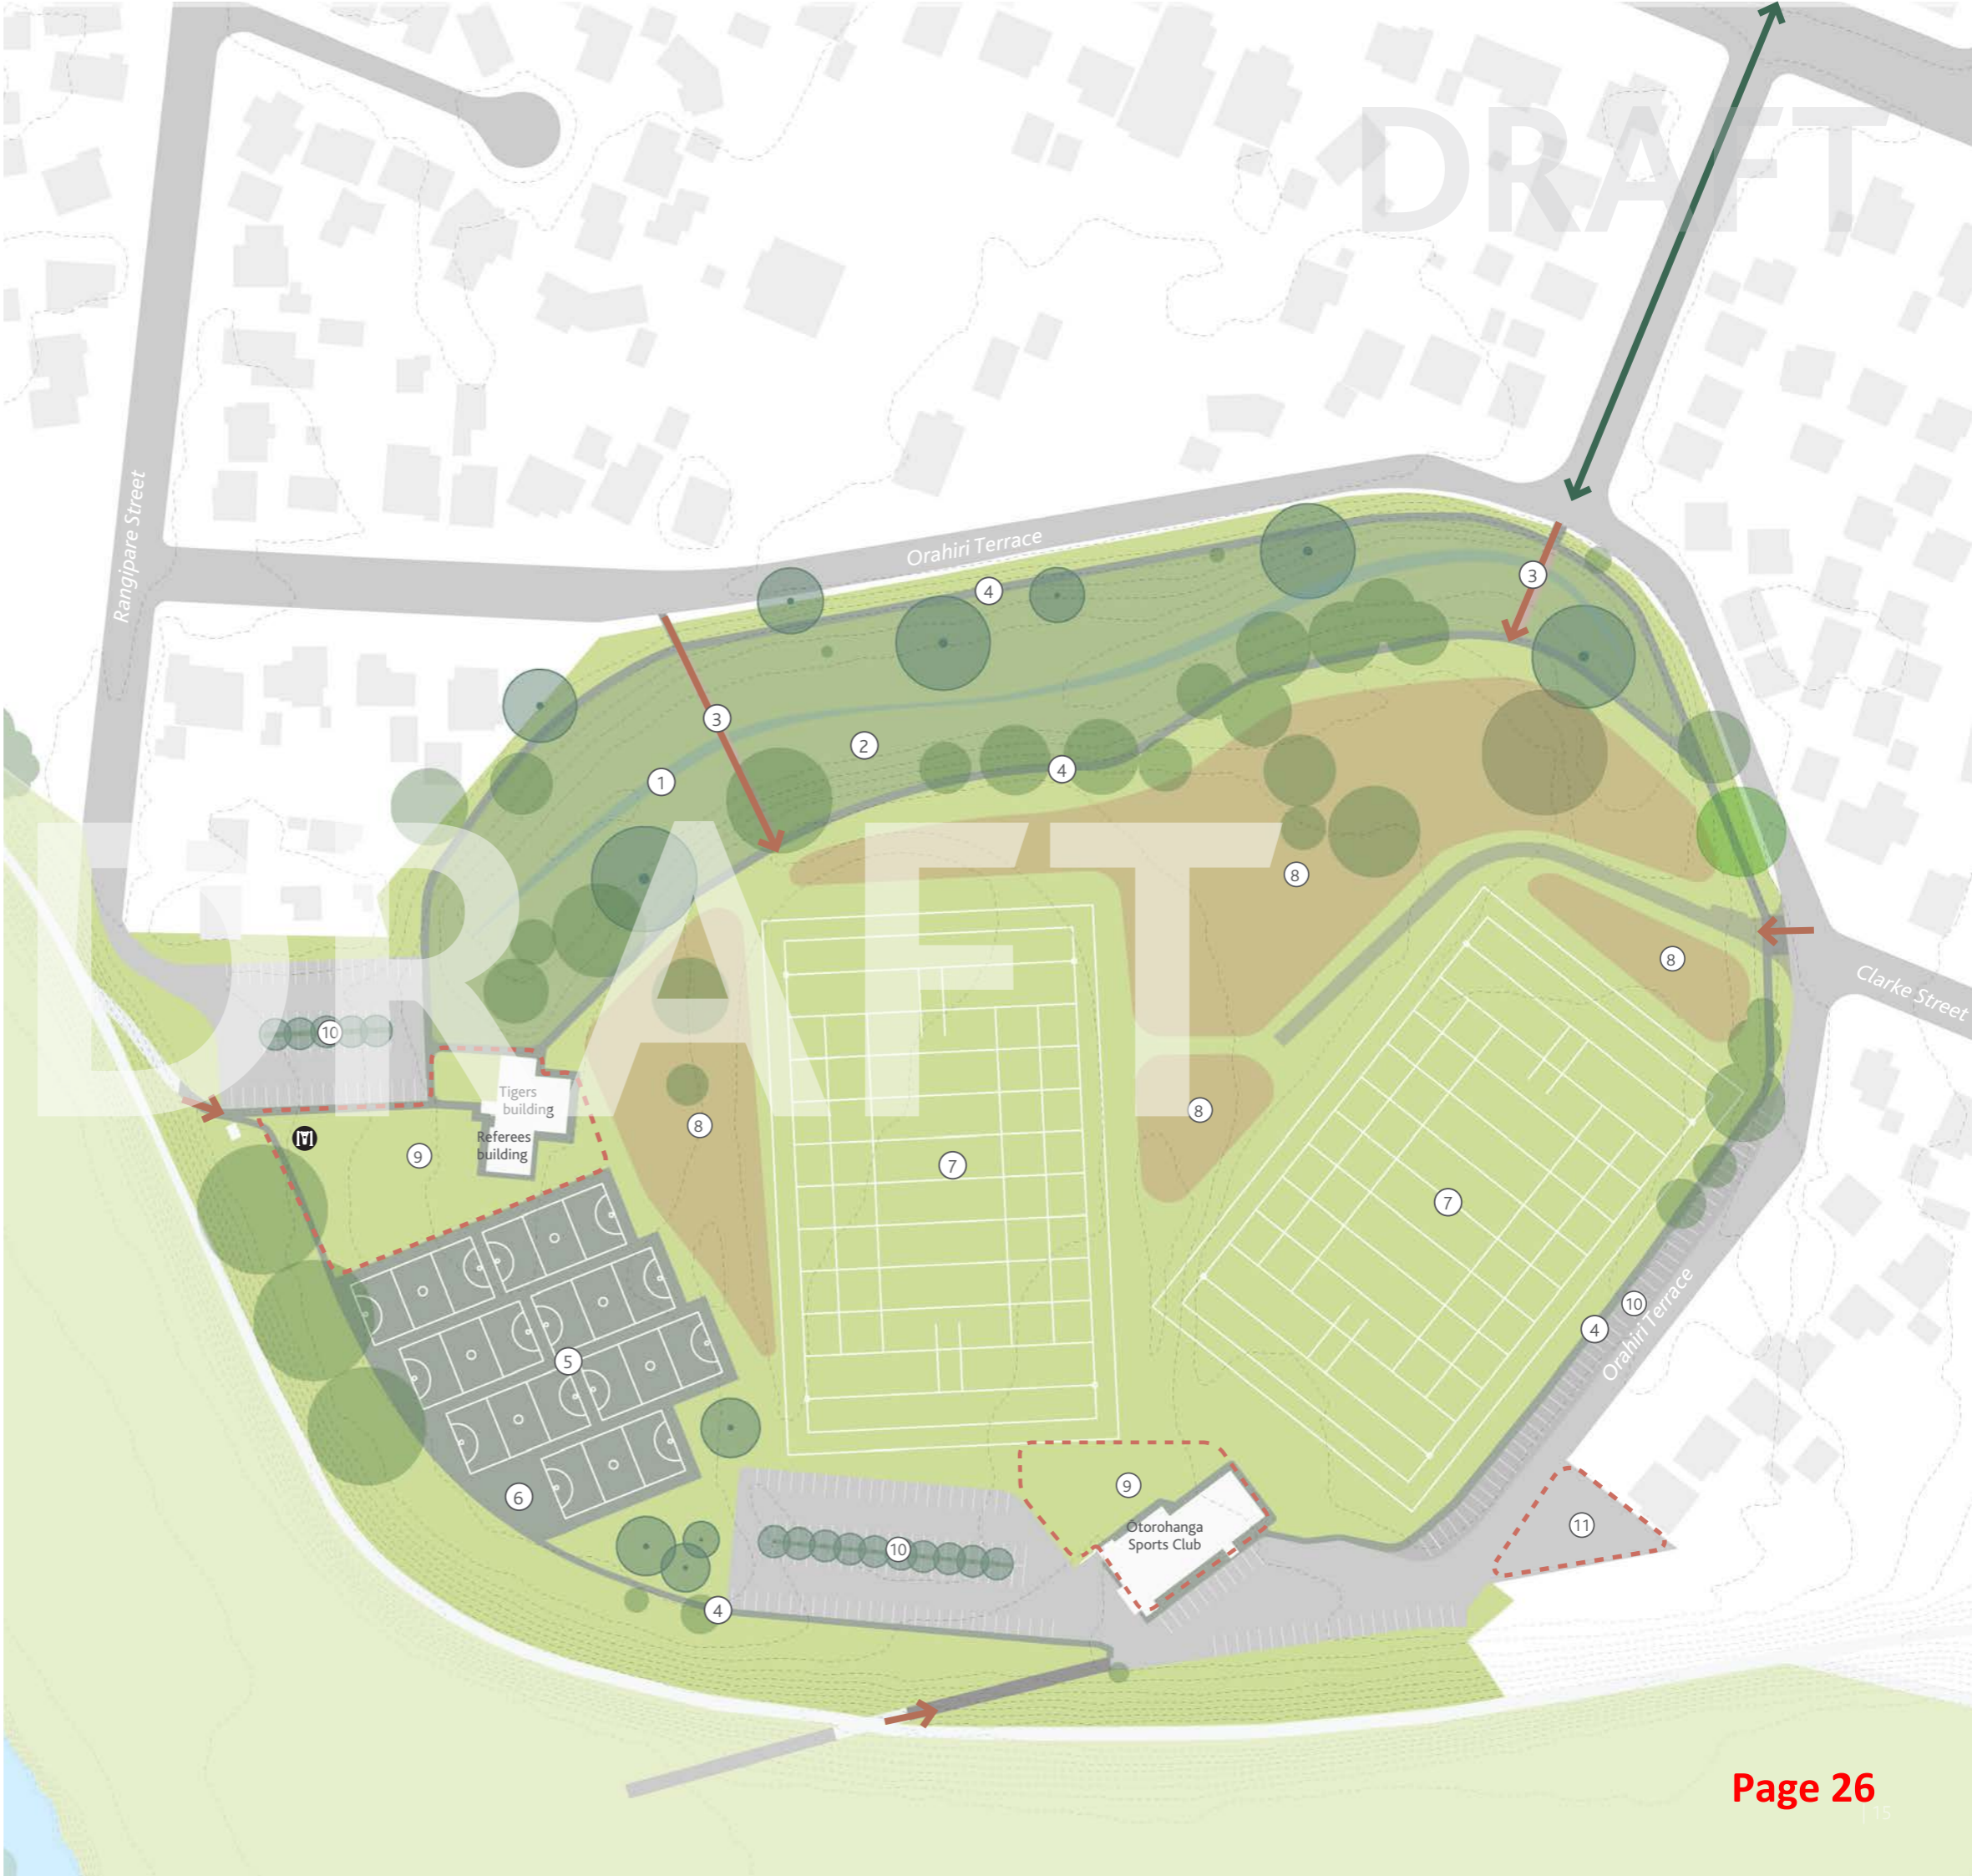 DRAFT
Rangipare Street
Orahiri Terrace
4
3
3
2
4
1
DRAFT
8
8
Clarke Street
10
Tigers
building
Referees
building
9
8
8
7
7
10
4
Orahiri Terrace
5
6
9
Otorohanga
Sports Club
10
11
4
Page 26
15